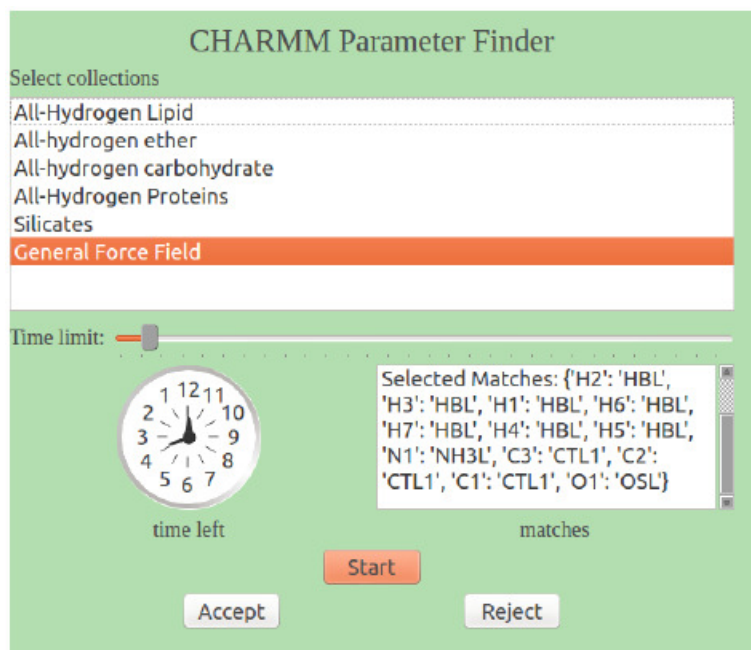 CHARMM Parameter Finder
Select collections
All-Hydrogen Lipid
All-hydrogen ether
All-hydrogen carbohydrate
All-Hydrogen Proteins
Silicates
General Force Field
Time limit:
12 11
1 10
2 9
3 8
4 7
5 6
time left
Selected Matches: {'H2': 'HBL',
'H3': 'HBL', 'H1': 'HBL', 'H6': 'HBL',
'H7': 'HBL', 'H4': 'HBL', 'H5': 'HBL',
'N1': 'NH3L', 'C3': 'CTL1', 'C2':
'CTL1', 'C1': 'CTL1', 'O1': 'OSL'}
matches
Start
Accept
Reject